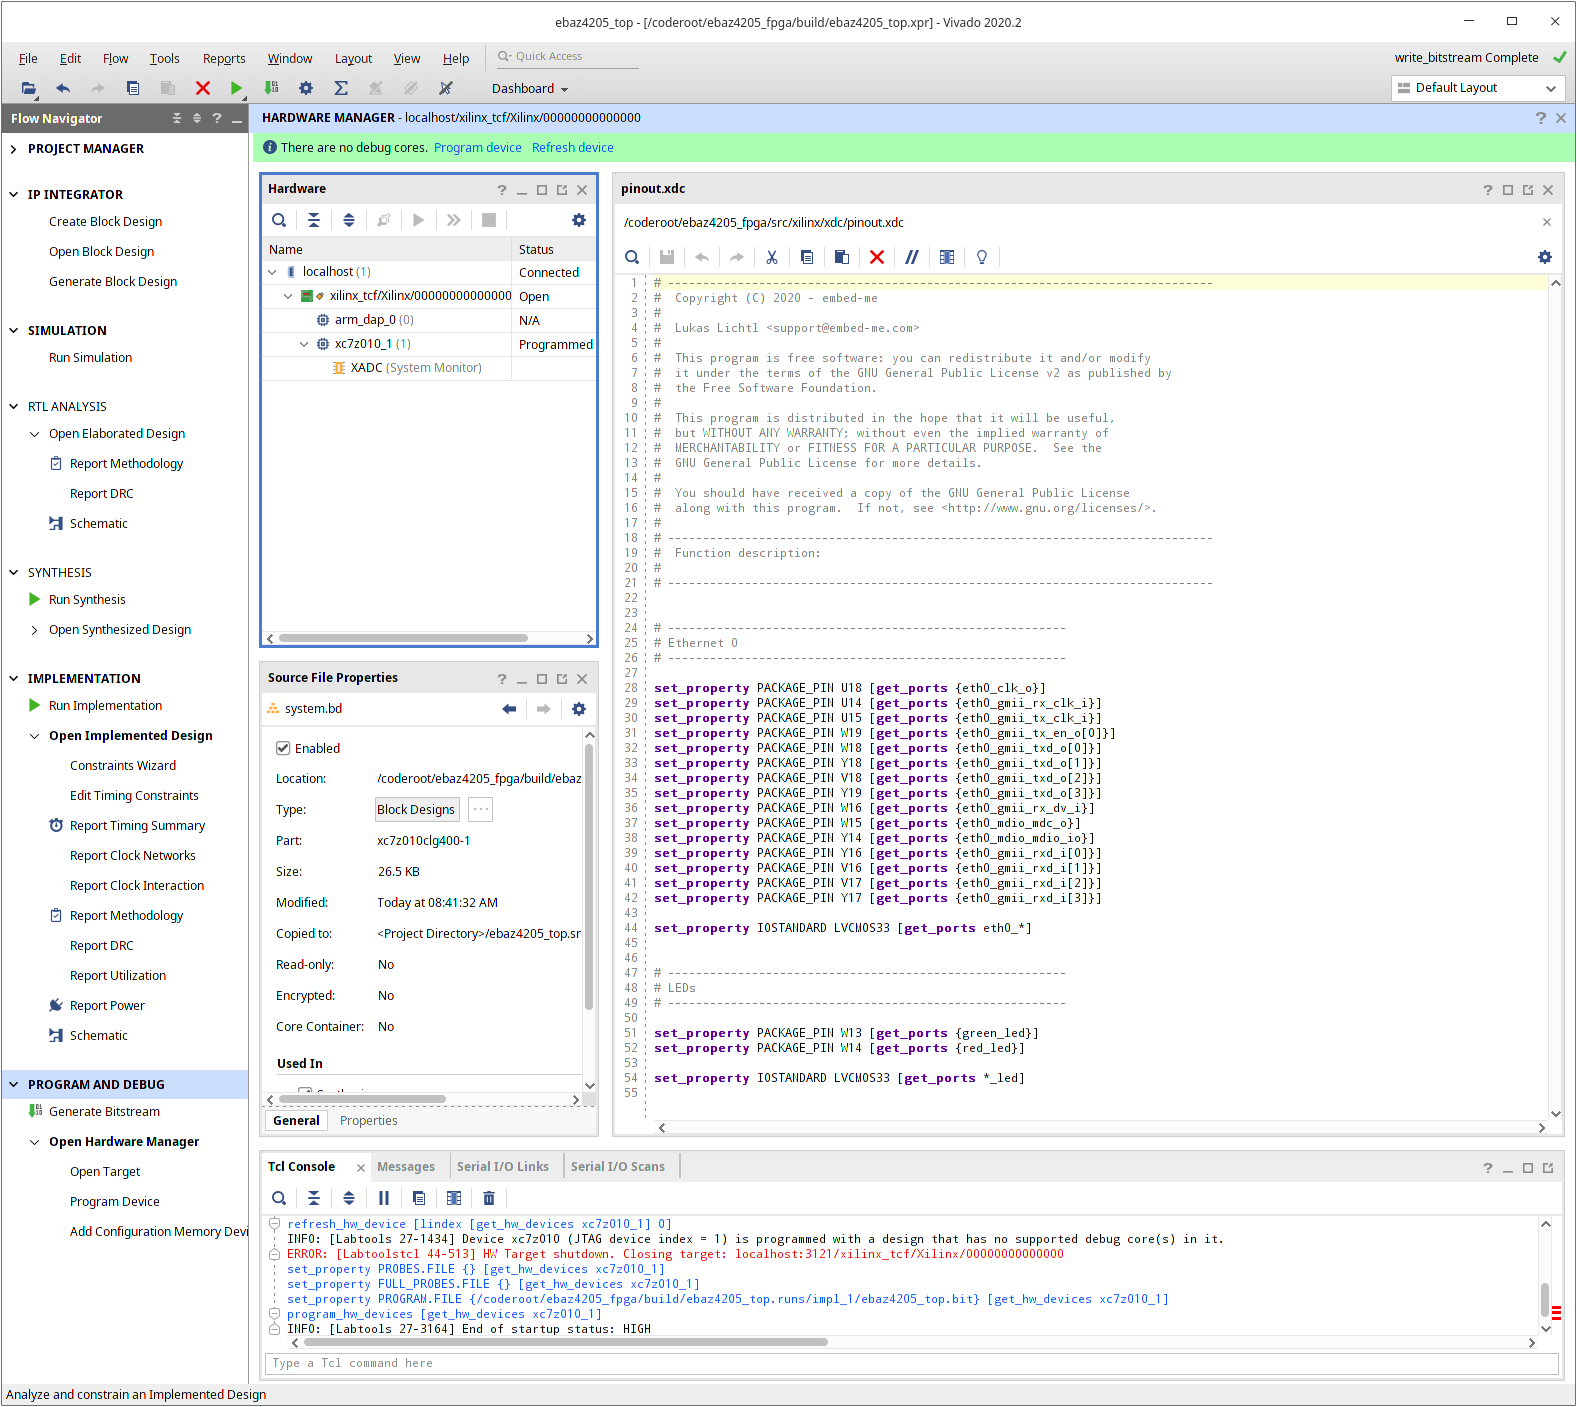 ebaz4205_top - [/coderoot/ebaz4205_fpga/build/ebaz4205_top.xpr] - Vivado 2020.2
File Edit Flow Tools Reports Window Layout View Help Quick Access
write_bitstream Complete
Dashboard
Default Layout
Flow Navigator
PROJECT MANAGER
IP INTEGRATOR
Create Block Design
Open Block Design
Generate Block Design
SIMULATION
Run Simulation
RTL ANALYSIS
Open Elaborated Design
Report Methodology
Report DRC
Schematic
SYNTHESIS
Run Synthesis
Open Synthesized Design
IMPLEMENTATION
Run Implementation
Open Implemented Design
Constraints Wizard
Edit Timing Constraints
Report Timing Summary
Report Clock Networks
Report Clock Interaction
Report Methodology
Report DRC
Report Utilization
Report Power
Schematic
PROGRAM AND DEBUG
Generate Bitstream
Open Hardware Manager
Open Target
Program Device
Add Configuration Memory Devi
HARDWARE MANAGER - localhost/xilinx_tcf/Xilinx/00000000000000
There are no debug cores. Program device Refresh device
Hardware
Name Status
localhost (1) Connected
xilinx_tcf/Xilinx/00000000000000 Open
arm_dap_0 (0) N/A
xc7z010_1 (1) Programmed
XADC (System Monitor)
Source File Properties
system.bd
Enabled
Location: /coderoot/ebaz4205_fpga/build/ebaz
Type: Block Designs ...
Part: xc7z010clg400-1
Size: 26.5 KB
Modified: Today at 08:41:32 AM
Copied to: <Project Directory>/ebaz4205_top.sr
Read-only: No
Encrypted: No
Core Container: No
Used In
General Properties
pinout.xdc
/coderoot/ebaz4205_fpga/src/xilinx/xdc/pinout.xdc
1 # ------------------------------------------------------------------------------
2 # Copyright (C) 2020 - embed-me
3 #
4 # Lukas Lichtl <support@embed-me.com>
5 #
6 # This program is free software: you can redistribute it and/or modify
7 # it under the terms of the GNU General Public License v2 as published by
8 # the Free Software Foundation.
9 #
10 # This program is distributed in the hope that it will be useful,
11 # but WITHOUT ANY WARRANTY; without even the implied warranty of
12 # MERCHANTABILITY or FITNESS FOR A PARTICULAR PURPOSE. See the
13 # GNU General Public License for more details.
14 #
15 # You should have received a copy of the GNU General Public License
16 # along with this program. If not, see <http://www.gnu.org/licenses/>.
17 #
18 # ------------------------------------------------------------------------------
19 # Function description:
20 #
21 # ------------------------------------------------------------------------------
22
23
24 # ---------------------------------------------------------
25 # Ethernet 0
26 # ---------------------------------------------------------
27
28 set_property PACKAGE_PIN U18 [get_ports {eth0_clk_o}]
29 set_property PACKAGE_PIN U14 [get_ports {eth0_gmii_rx_clk_i}]
30 set_property PACKAGE_PIN U15 [get_ports {eth0_gmii_tx_clk_i}]
31 set_property PACKAGE_PIN W19 [get_ports {eth0_gmii_tx_en_o[0]}]
32 set_property PACKAGE_PIN W18 [get_ports {eth0_gmii_txd_o[0]}]
33 set_property PACKAGE_PIN Y18 [get_ports {eth0_gmii_txd_o[1]}]
34 set_property PACKAGE_PIN V18 [get_ports {eth0_gmii_txd_o[2]}]
35 set_property PACKAGE_PIN Y19 [get_ports {eth0_gmii_txd_o[3]}]
36 set_property PACKAGE_PIN W16 [get_ports {eth0_gmii_rx_dv_i}]
37 set_property PACKAGE_PIN W15 [get_ports {eth0_mdio_mdc_o}]
38 set_property PACKAGE_PIN Y14 [get_ports {eth0_mdio_mdio_io}]
39 set_property PACKAGE_PIN Y16 [get_ports {eth0_gmii_rxd_i[0]}]
40 set_property PACKAGE_PIN V16 [get_ports {eth0_gmii_rxd_i[1]}]
41 set_property PACKAGE_PIN V17 [get_ports {eth0_gmii_rxd_i[2]}]
42 set_property PACKAGE_PIN Y17 [get_ports {eth0_gmii_rxd_i[3]}]
43
44 set_property IOSTANDARD LVCMOS33 [get_ports eth0_*]
45
46
47 # ---------------------------------------------------------
48 # LEDs
49 # ---------------------------------------------------------
50
51 set_property PACKAGE_PIN W13 [get_ports {green_led}]
52 set_property PACKAGE_PIN W14 [get_ports {red_led}]
53
54 set_property IOSTANDARD LVCMOS33 [get_ports *_led]
55
Tcl Console Messages Serial I/O Links Serial I/O Scans
refresh_hw_device [lindex [get_hw_devices xc7z010_1] 0]
INFO: [Labtools 27-1434] Device xc7z010 (JTAG device index = 1) is programmed with a design that has no supported debug core(s) in it.
ERROR: [Labtoolstcl 44-513] HW Target shutdown. Closing target: localhost:3121/xilinx_tcf/Xilinx/00000000000000
set_property PROBES.FILE {} [get_hw_devices xc7z010_1]
set_property FULL_PROBES.FILE {} [get_hw_devices xc7z010_1]
set_property PROGRAM.FILE {/coderoot/ebaz4205_fpga/build/ebaz4205_top.runs/impl_1/ebaz4205_top.bit} [get_hw_devices xc7z010_1]
program_hw_devices [get_hw_devices xc7z010_1]
INFO: [Labtools 27-3164] End of startup status: HIGH
Type a Tcl command here
Analyze and constrain an Implemented Design